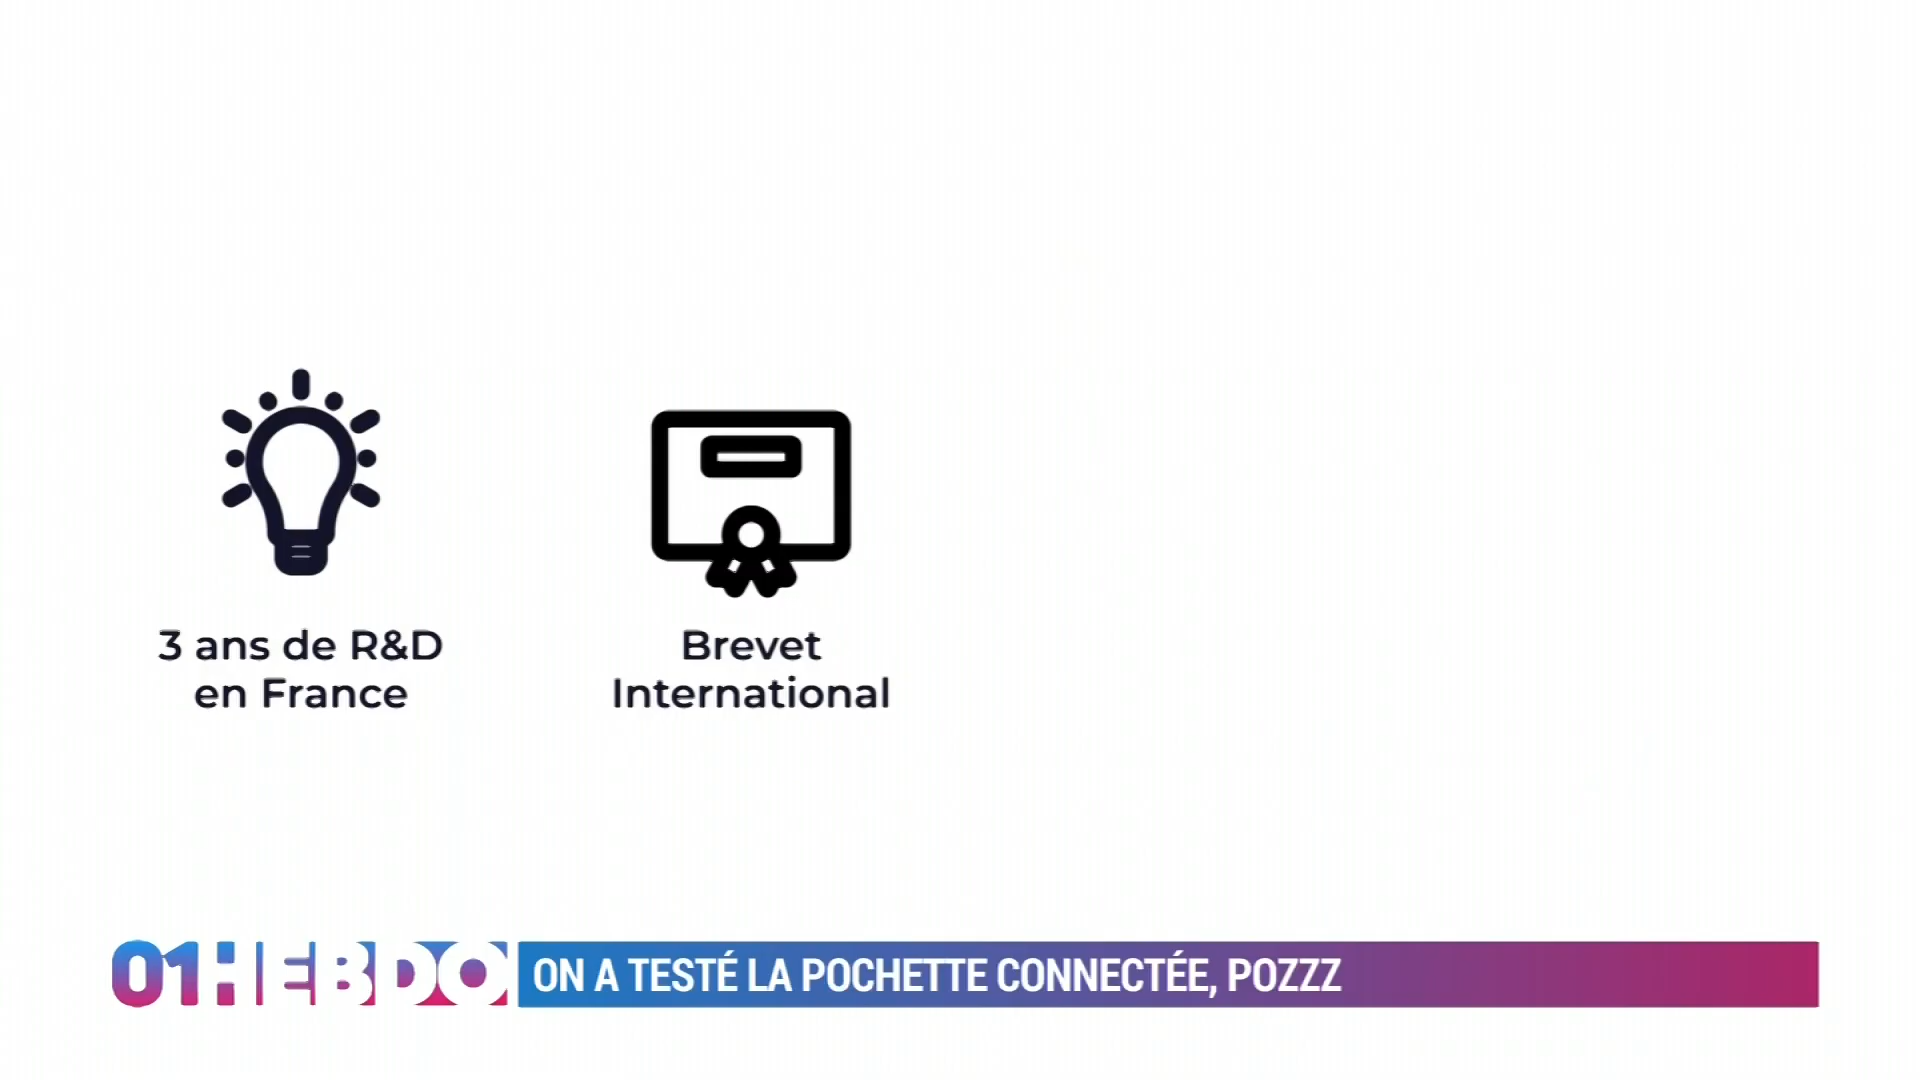 3 ans de R&D
en France
Brevet
International
01HEBDO
ON A TESTÉ LA POCHETTE CONNECTÉE, POZZZ